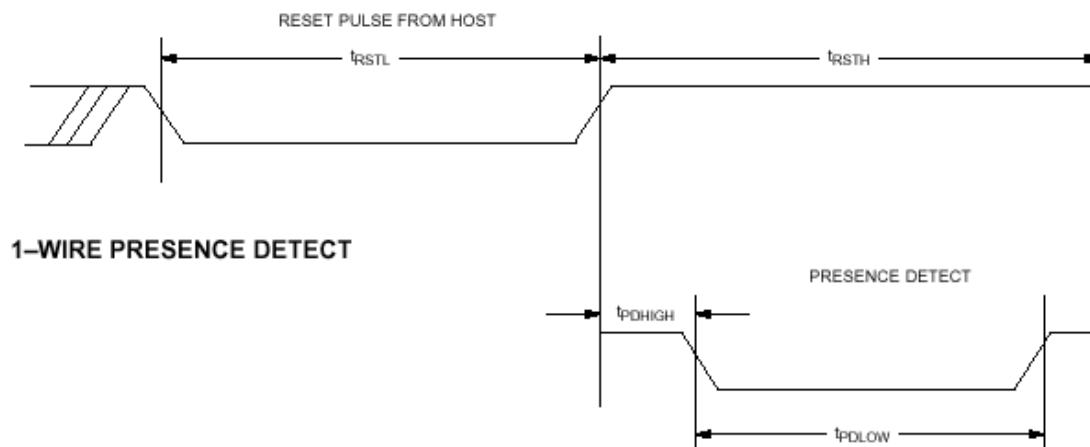 RESET PULSE FROM HOST
tRSTL
tRSTH
1–WIRE PRESENCE DETECT
PRESENCE DETECT
tPDHIGH
tPDLOW